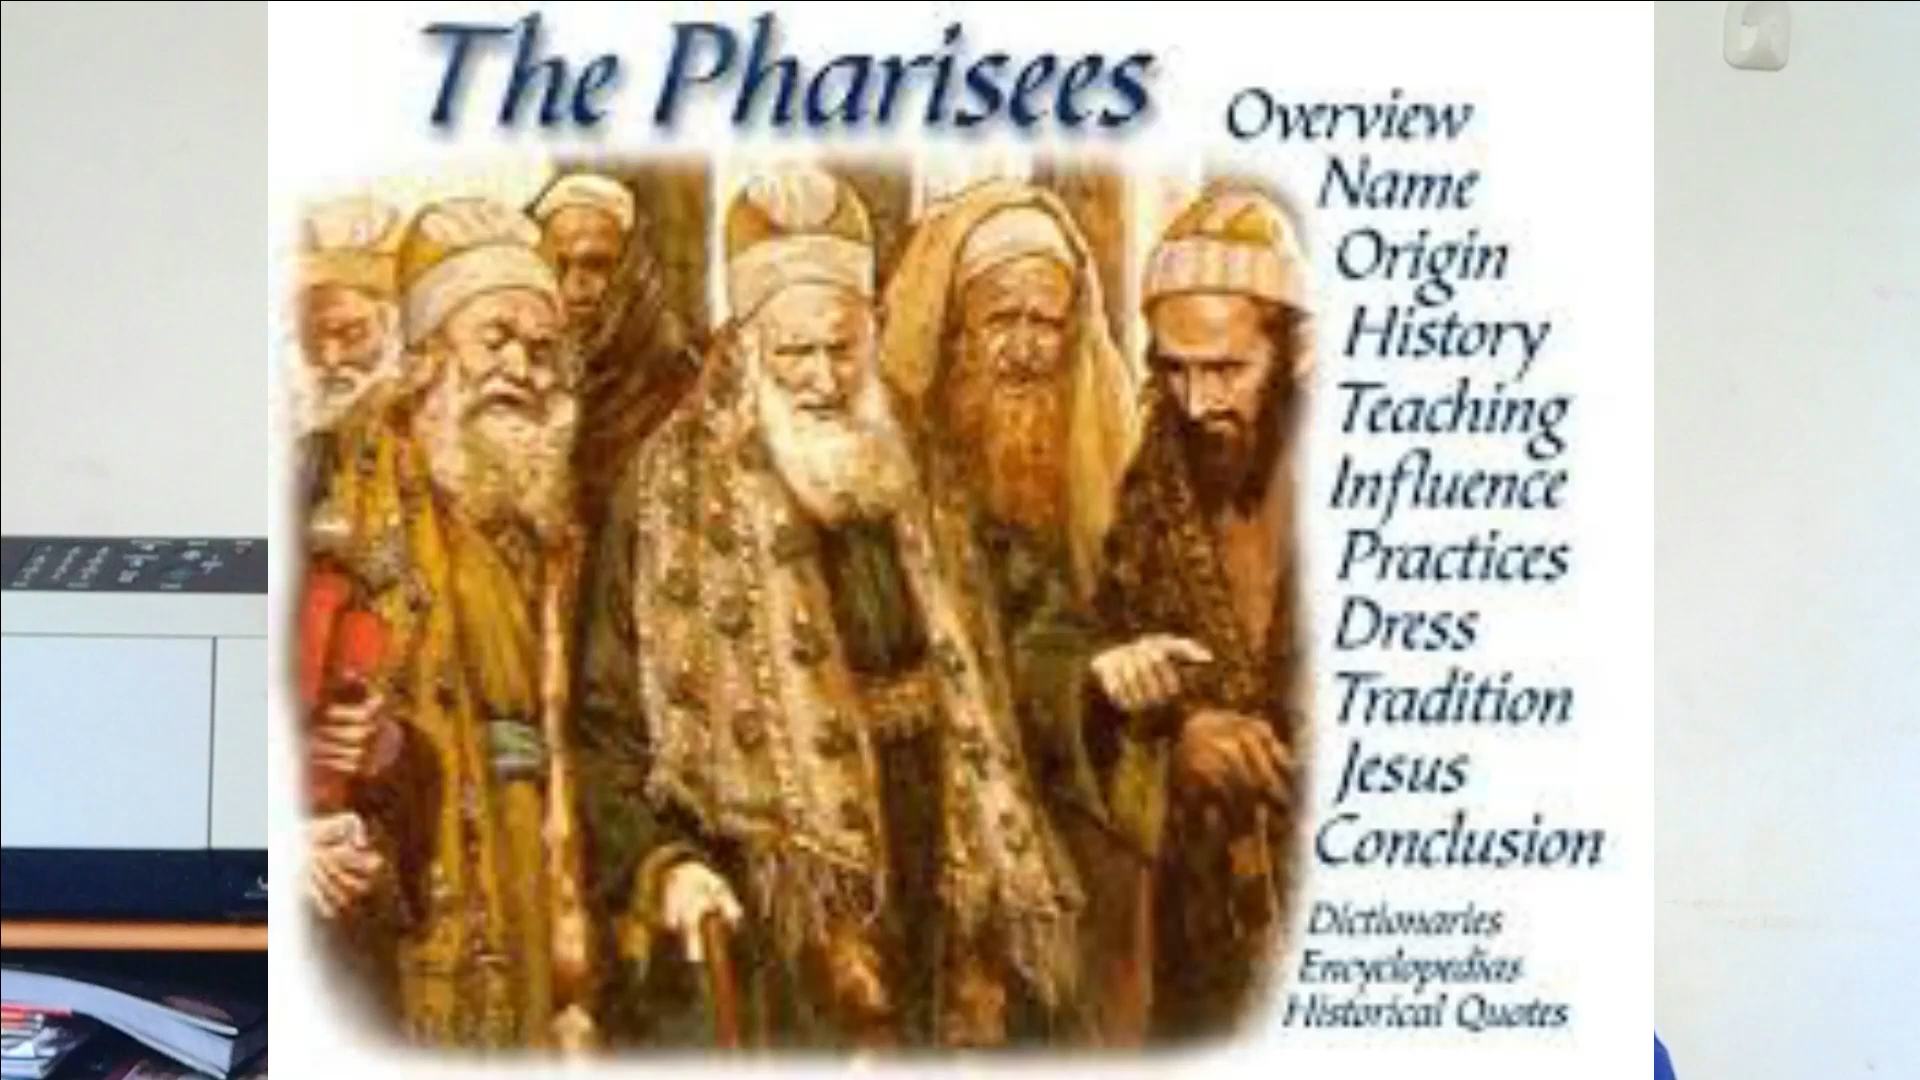 The Pharisees
Overview
Name
Origin
History
Teaching
Influence
Practices
Dress
Tradition
Jesus
Conclusion
Dictionaries
Encyclopedias
Historical Quotes